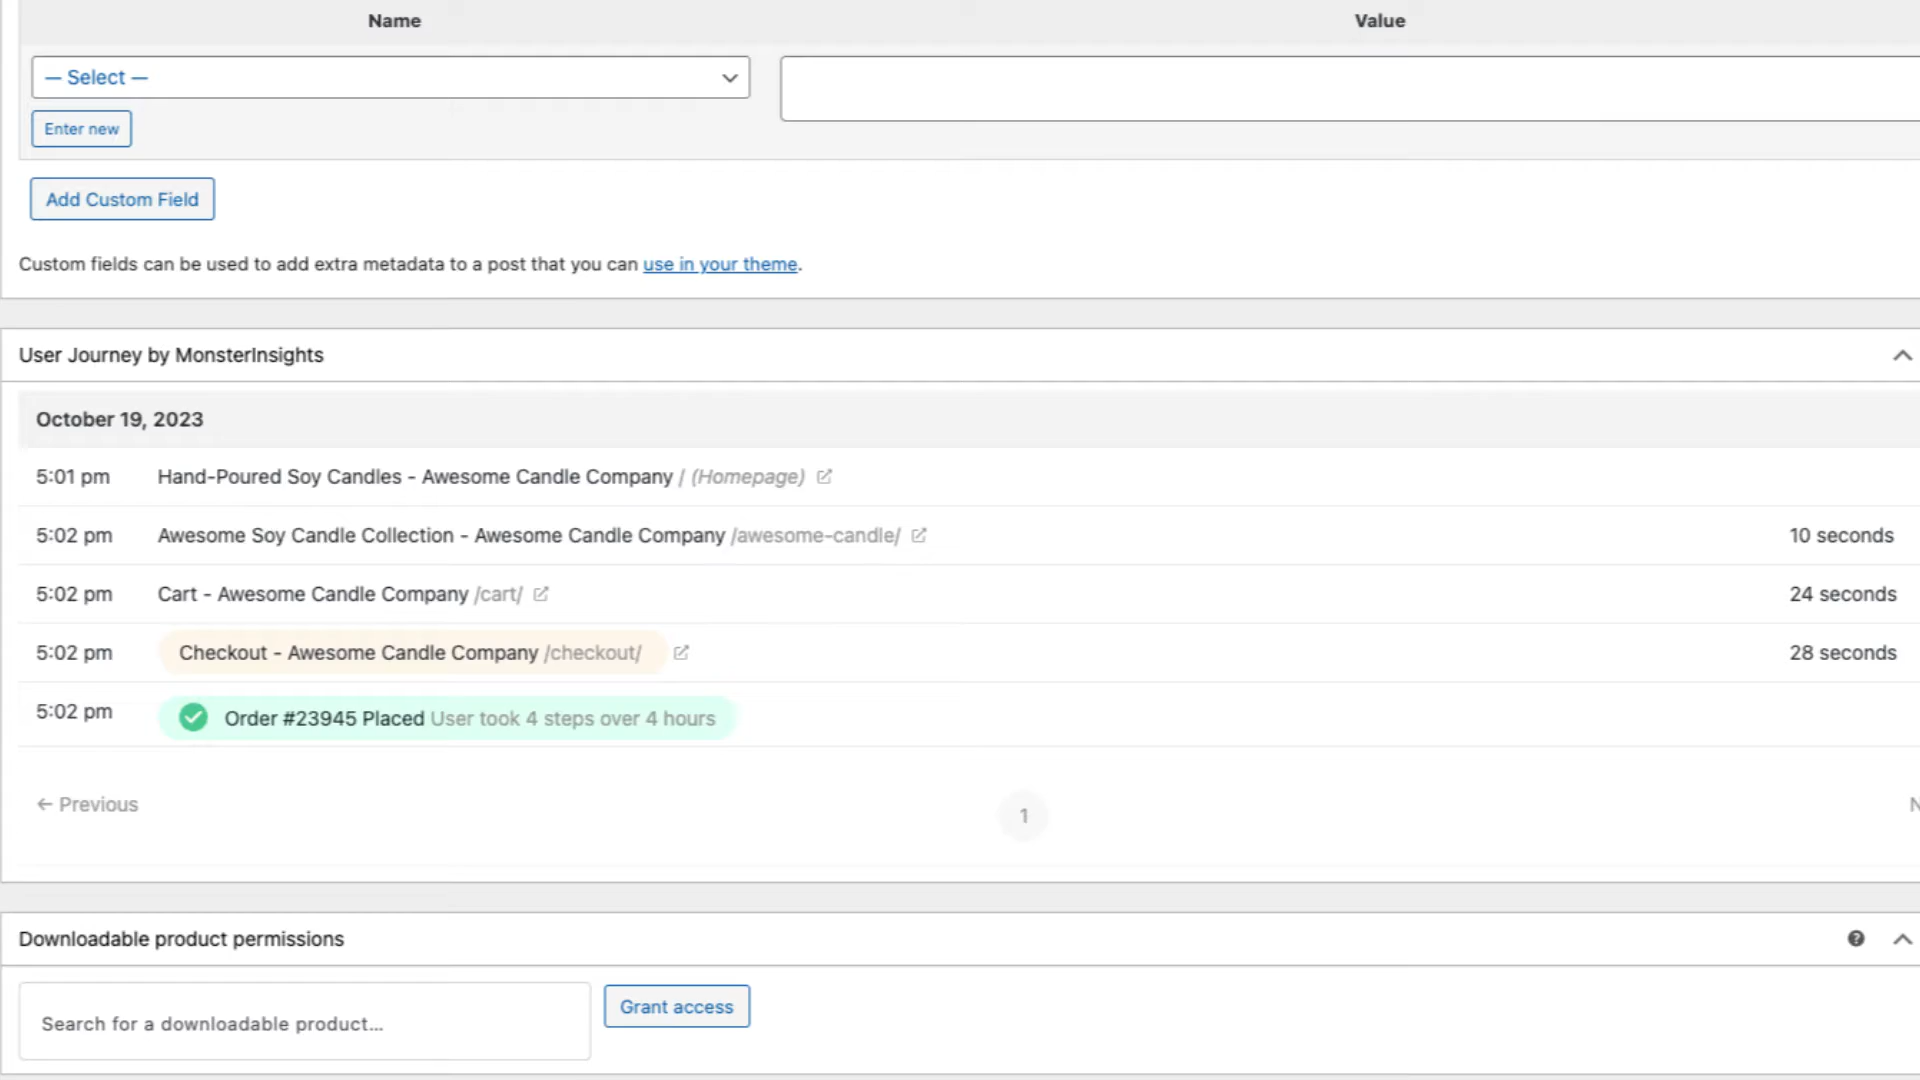 Name Value
— Select —
Enter new
Add Custom Field
Custom fields can be used to add extra metadata to a post that you can use in your theme.
User Journey by MonsterInsights
October 19, 2023
5:01 pm Hand-Poured Soy Candles - Awesome Candle Company / (Homepage)
5:02 pm Awesome Soy Candle Collection - Awesome Candle Company /awesome-candle/ 10 seconds
5:02 pm Cart - Awesome Candle Company /cart/ 24 seconds
5:02 pm Checkout - Awesome Candle Company /checkout/ 28 seconds
5:02 pm Order #23945 Placed User took 4 steps over 4 hours
← Previous 1
Downloadable product permissions
Search for a downloadable product... Grant access